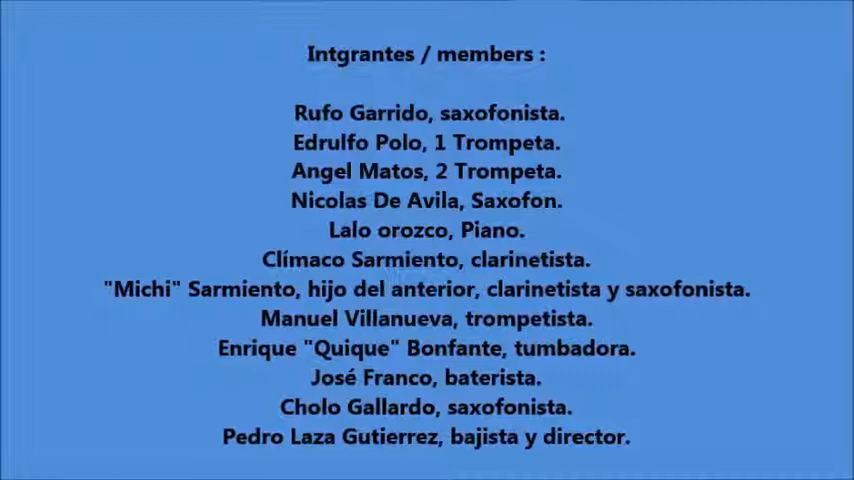 Intgrantes / members :
Rufo Garrido, saxofonista.
Edrulfo Polo, 1 Trompeta.
Angel Matos, 2 Trompeta.
Nicolas De Avila, Saxofon.
Lalo orozco, Piano.
Clímaco Sarmiento, clarinetista.
"Michi" Sarmiento, hijo del anterior, clarinetista y saxofonista.
Manuel Villanueva, trompetista.
Enrique "Quique" Bonfante, tumbadora.
José Franco, baterista.
Cholo Gallardo, saxofonista.
Pedro Laza Gutierrez, bajista y director.